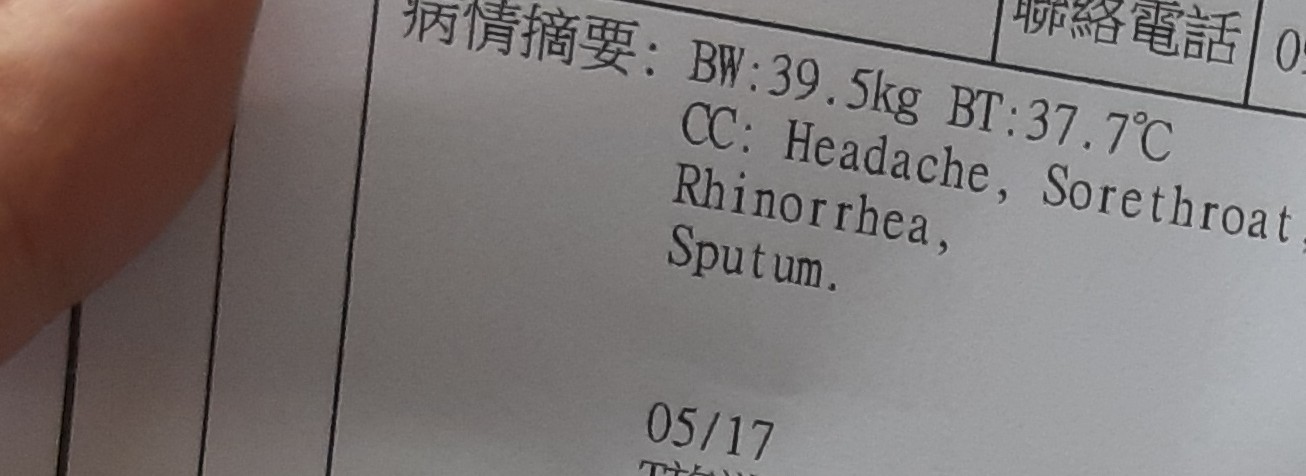 聯絡電話
病情摘要: BW:39.5kg BT:37.7℃
CC: Headache, Sorethroat,
Rhinorrhea,
Sputum.
05/17